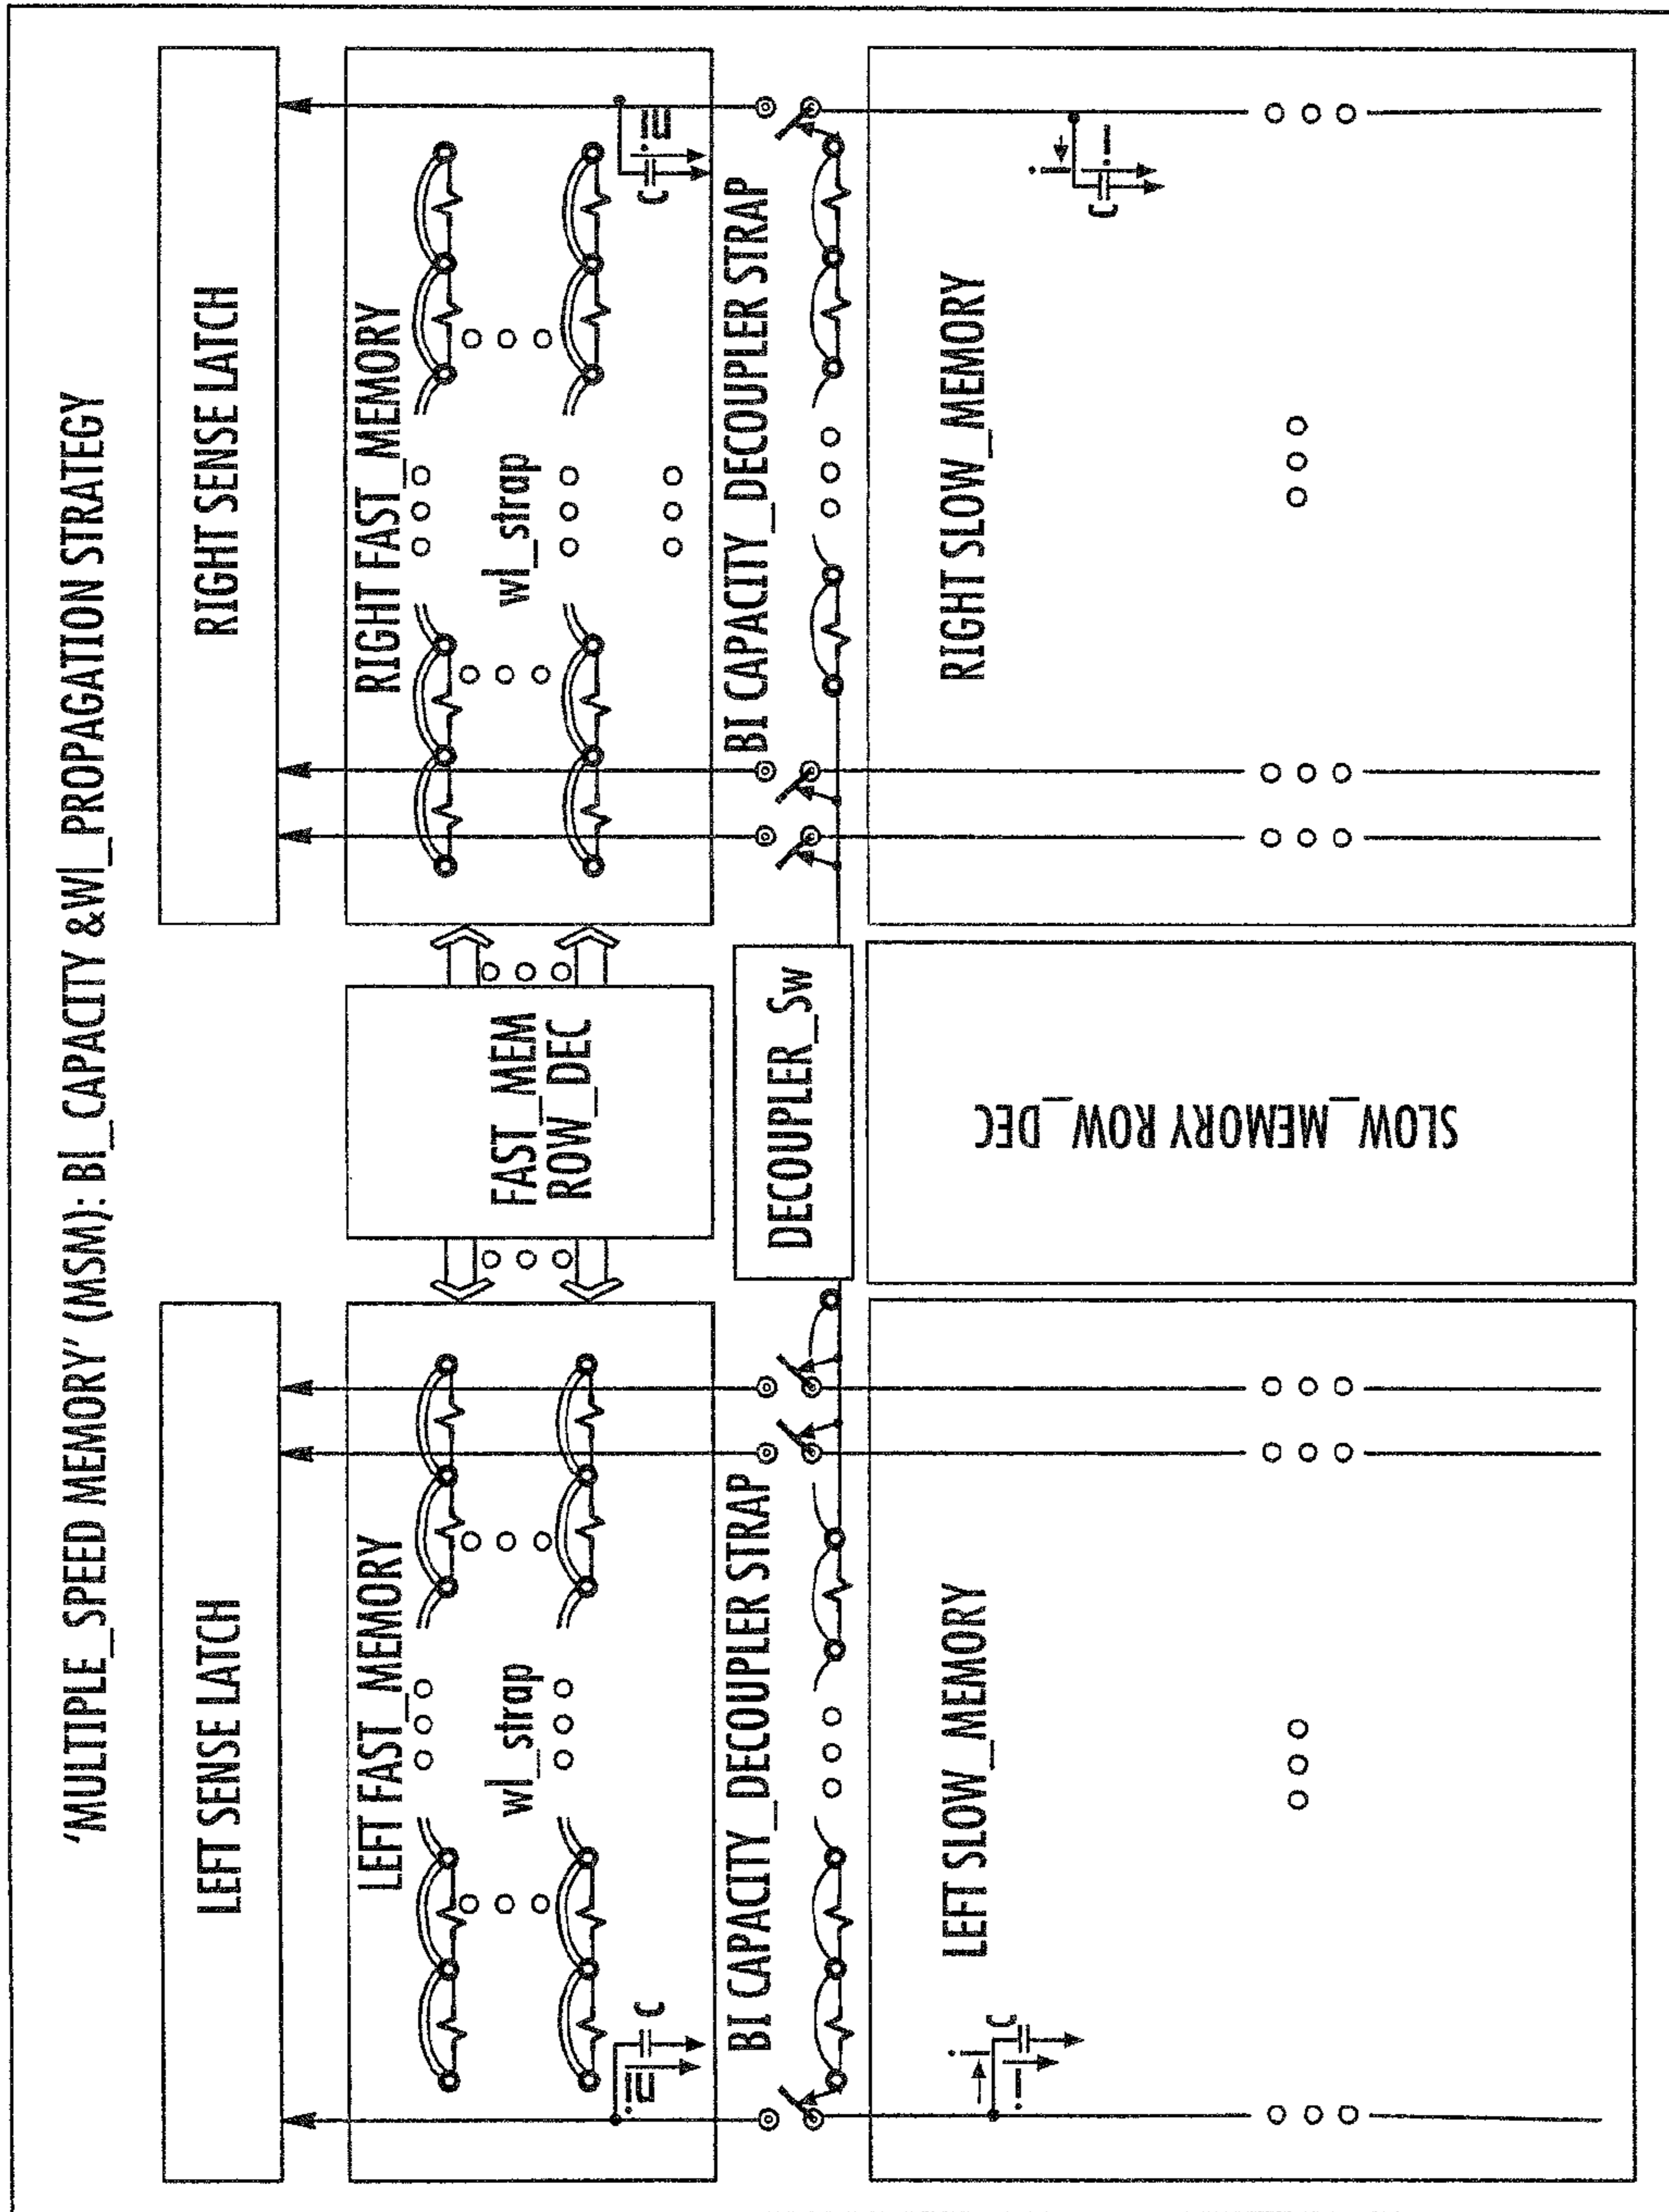 'MULTIPLE_SPEED MEMORY' (MSM): BI_CAPACITY &Wl_PROPAGATION STRATEGY
LEFT SENSE LATCH
RIGHT SENSE LATCH
LEFT FAST_MEMORY
wl_strap
C
FAST_MEM
ROW_DEC
RIGHT FAST_MEMORY
wl_strap
C
BI CAPACITY_DECOUPLER STRAP
DECOUPLER_Sw
BI CAPACITY_DECOUPLER STRAP
LEFT SLOW_MEMORY
i
C
i
SLOW_MEMORY ROW_DEC
RIGHT SLOW_MEMORY
i
C
i